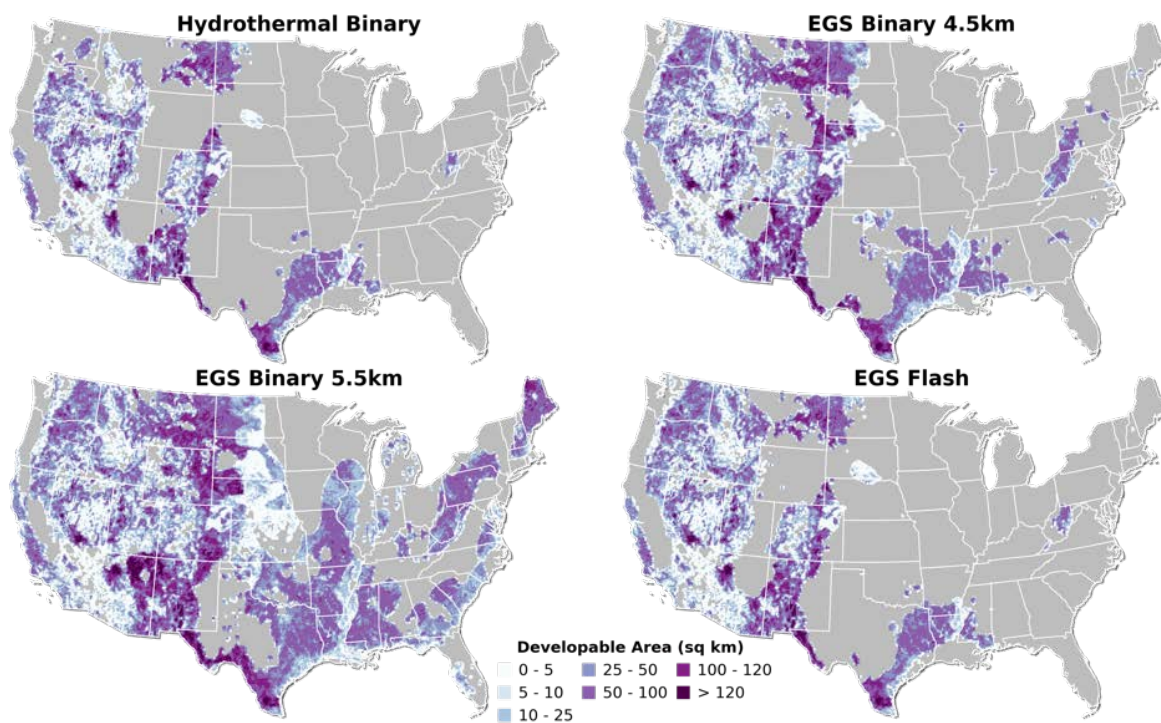 Hydrothermal Binary
EGS Binary 4.5km
EGS Binary 5.5km
EGS Flash
Developable Area (sq km)
0 - 5
25 - 50
100 - 120
5 - 10
50 - 100
> 120
10 - 25